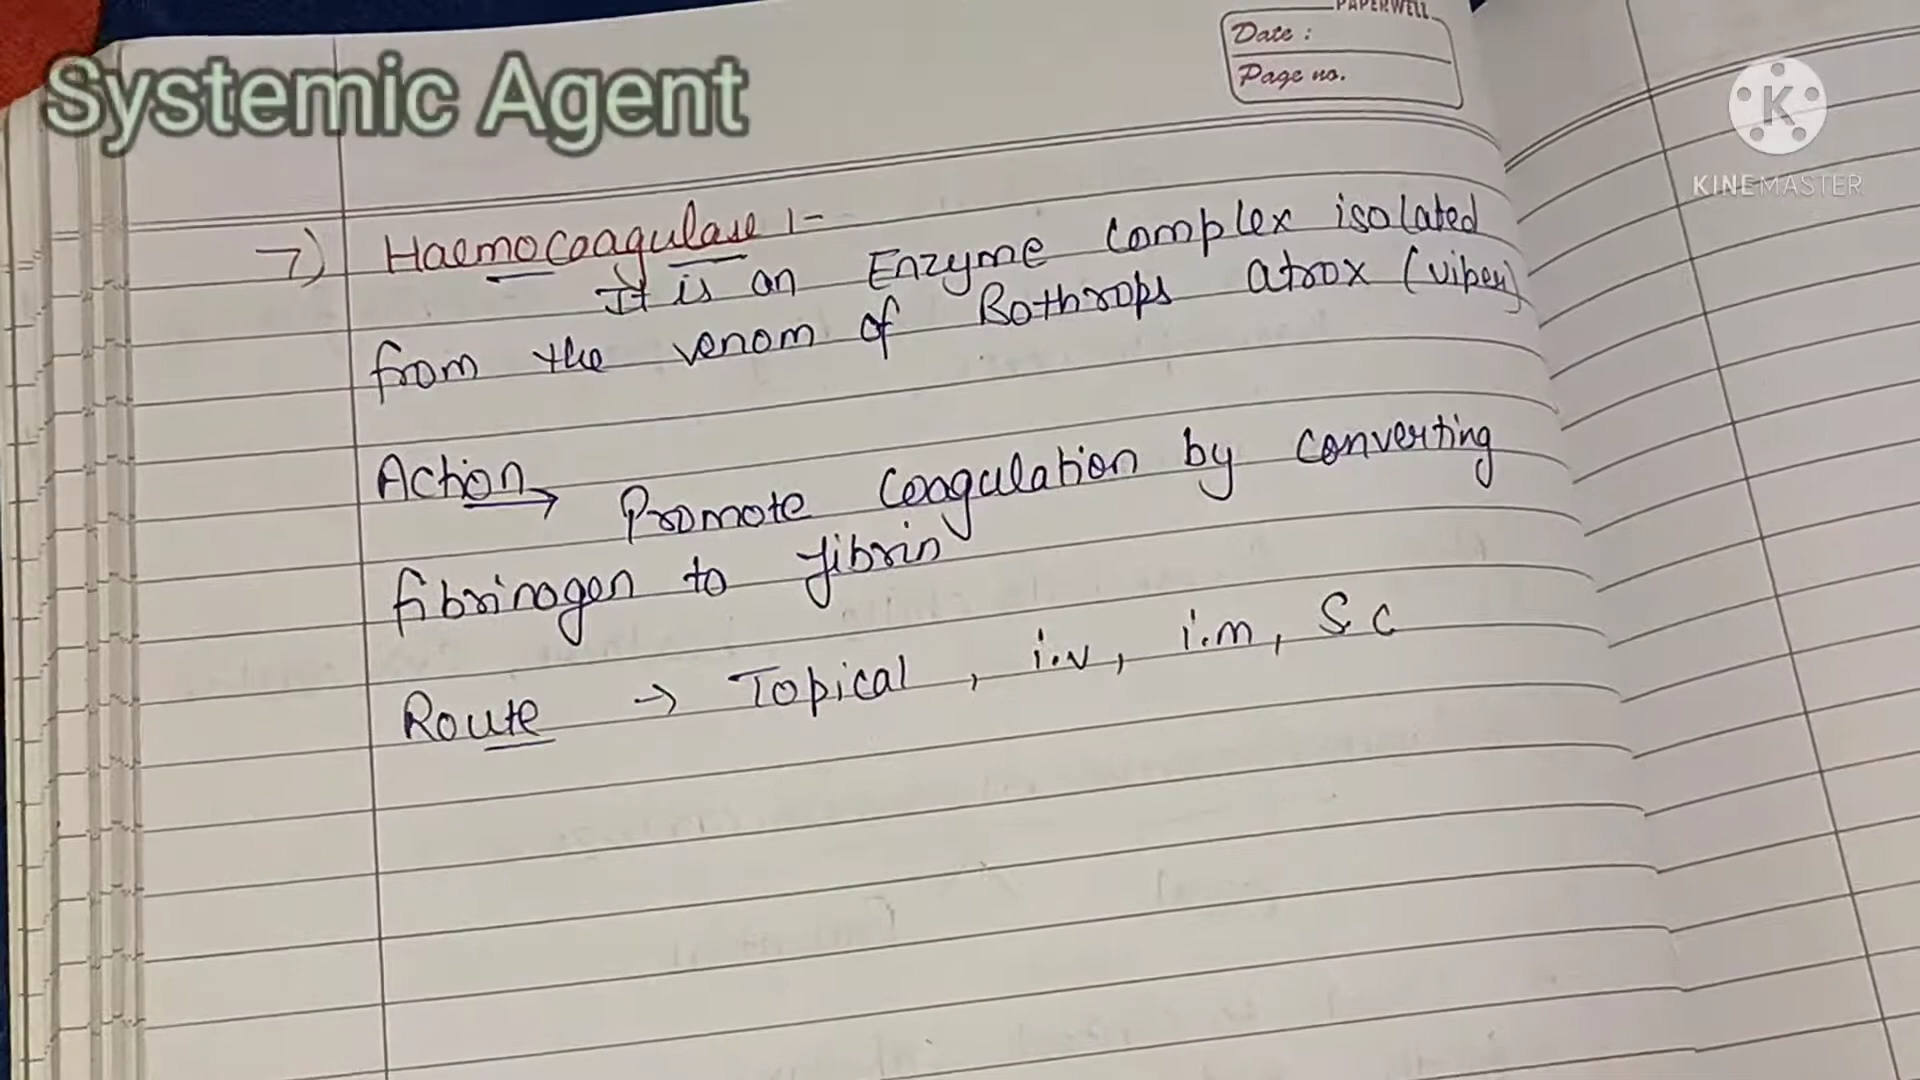 PAPERWELL
Date :
Page no.
Systemic Agent
K
KINEMASTER
7) Haemocoagulase :-
It is an Enzyme complex isolated
from the venom of Bothrops atrox (viper)
Action → Promote coagulation by converting
fibrinogen to fibrin
Route → Topical , i.v, i.m, S.C